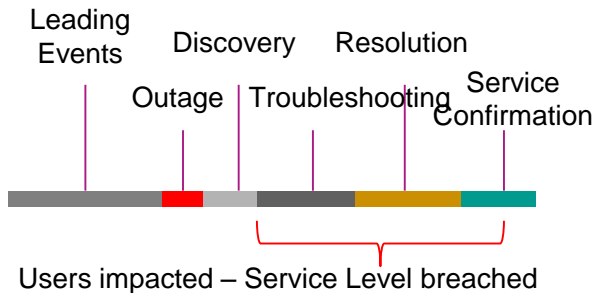 Leading
Events
Discovery
Resolution
Outage
Troubleshooting
Service
Confirmation
Users impacted – Service Level breached